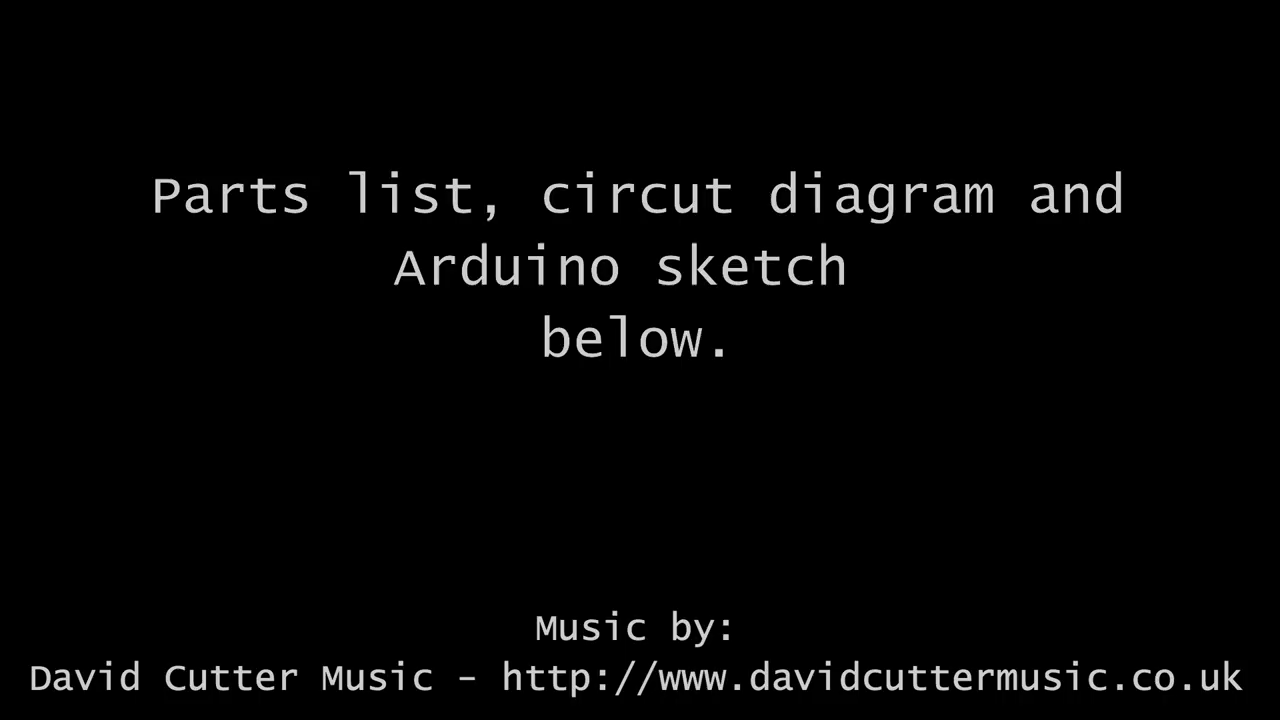 Parts list, circut diagram and
Arduino sketch
below.
Music by:
David Cutter Music - http://www.davidcuttermusic.co.uk